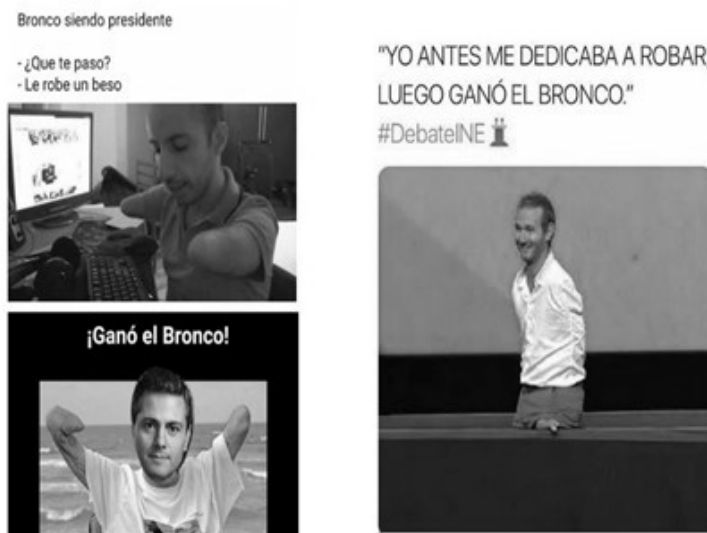 Bronco siendo presidente
- ¿Que te paso?
- Le robe un beso
¡Ganó el Bronco!
"YO ANTES ME DEDICABA A ROBAR,
LUEGO GANÓ EL BRONCO."
#DebateINE